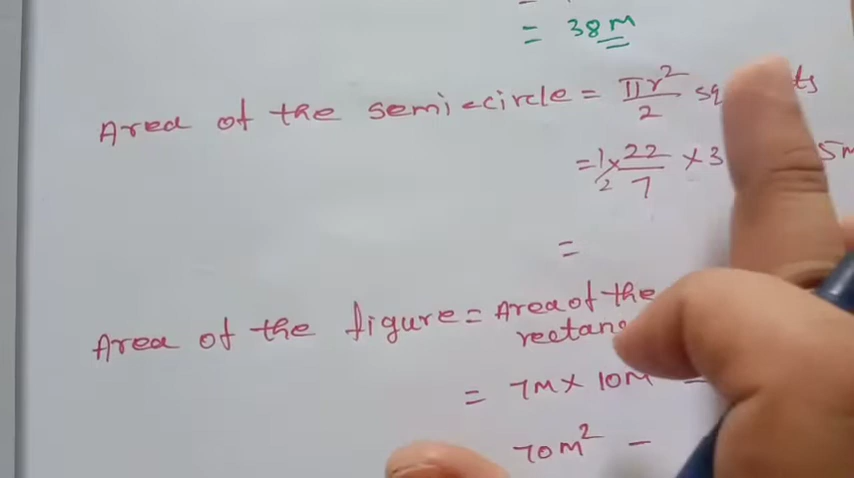 = 38M
Area of the semi-circle = πr²/2 sq
= 1/2 × 22/7 × 3 5M
=
Area of the figure = Area of the
= 7M × 10M –
70M² –